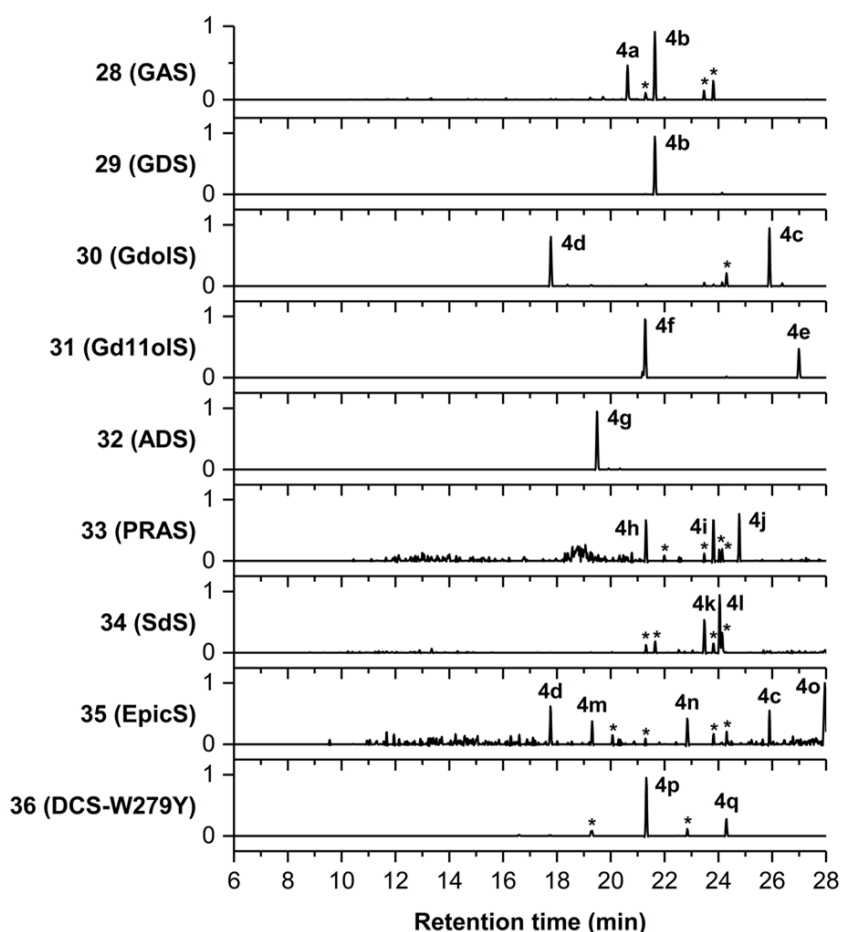 1
28 (GAS)
0
4a
4b
*
*
*
1
29 (GDS)
0
4b
1
30 (GdolS)
0
4d
*
4c
1
31 (Gd11olS)
0
4f
4e
1
32 (ADS)
0
4g
1
33 (PRAS)
0
4h
*
*
4i
*
*
4j
1
34 (SdS)
0
*
*
4k
*
4l
*
1
35 (EpicS)
0
4d
4m
*
*
4n
*
*
4c
4o
1
36 (DCS-W279Y)
0
*
4p
*
4q
6 8 10 12 14 16 18 20 22 24 26 28
Retention time (min)